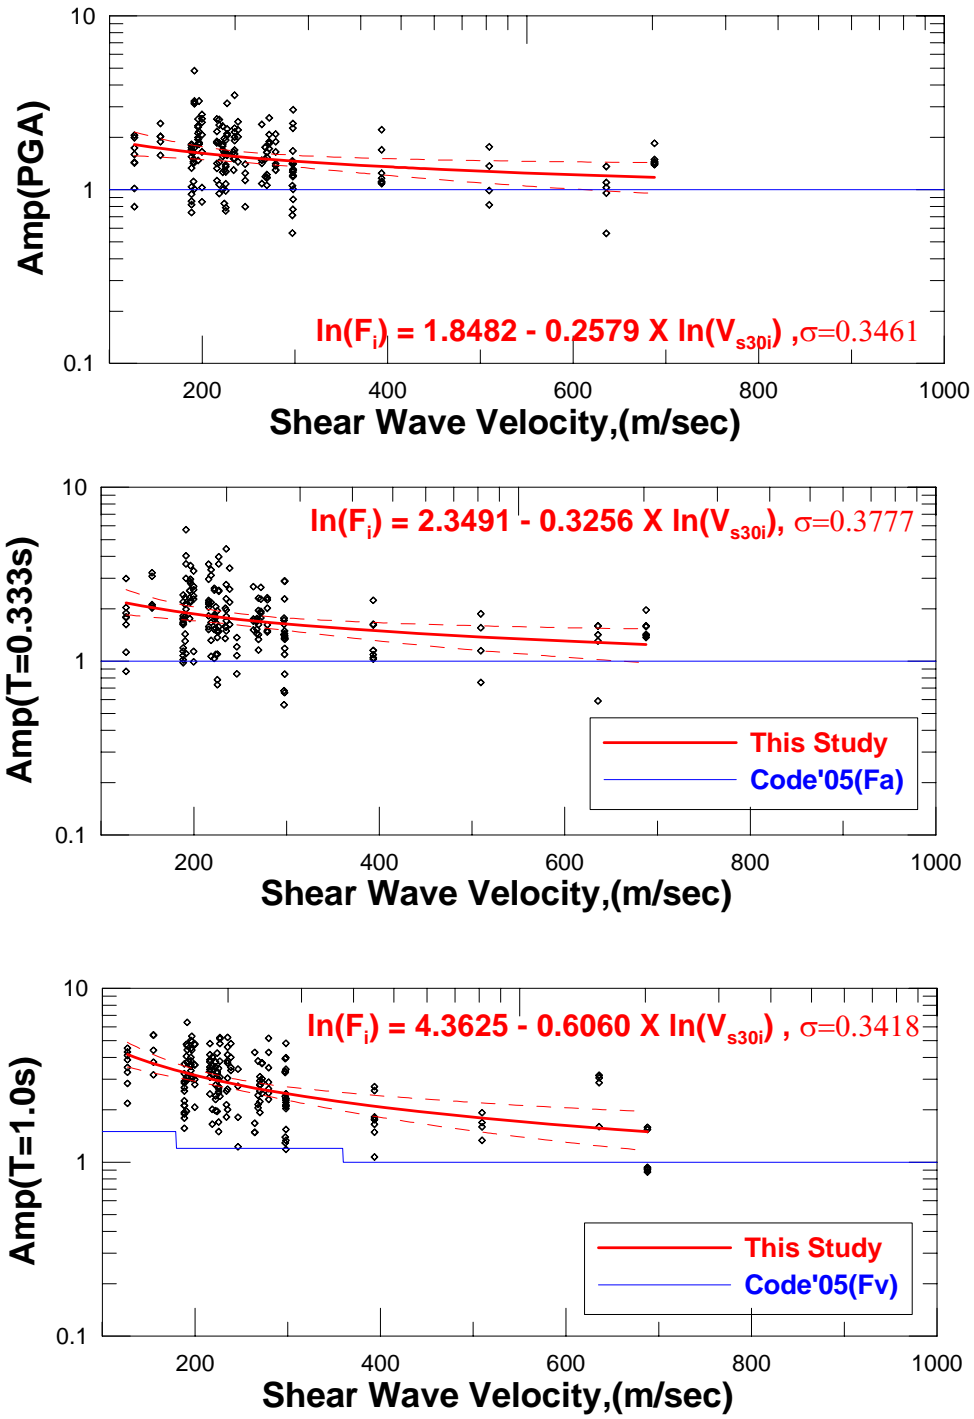 10
Amp(PGA)
1
ln(Fi) = 1.8482 - 0.2579 X ln(Vs30i) ,σ=0.3461
0.1
200 400 600 800 1000
Shear Wave Velocity,(m/sec)
10
ln(Fi) = 2.3491 - 0.3256 X ln(Vs30i), σ=0.3777
Amp(T=0.333s)
1
This Study
Code'05(Fa)
0.1
200 400 600 800 1000
Shear Wave Velocity,(m/sec)
10
ln(Fi) = 4.3625 - 0.6060 X ln(Vs30i) , σ=0.3418
Amp(T=1.0s)
1
This Study
Code'05(Fv)
0.1
200 400 600 800 1000
Shear Wave Velocity,(m/sec)